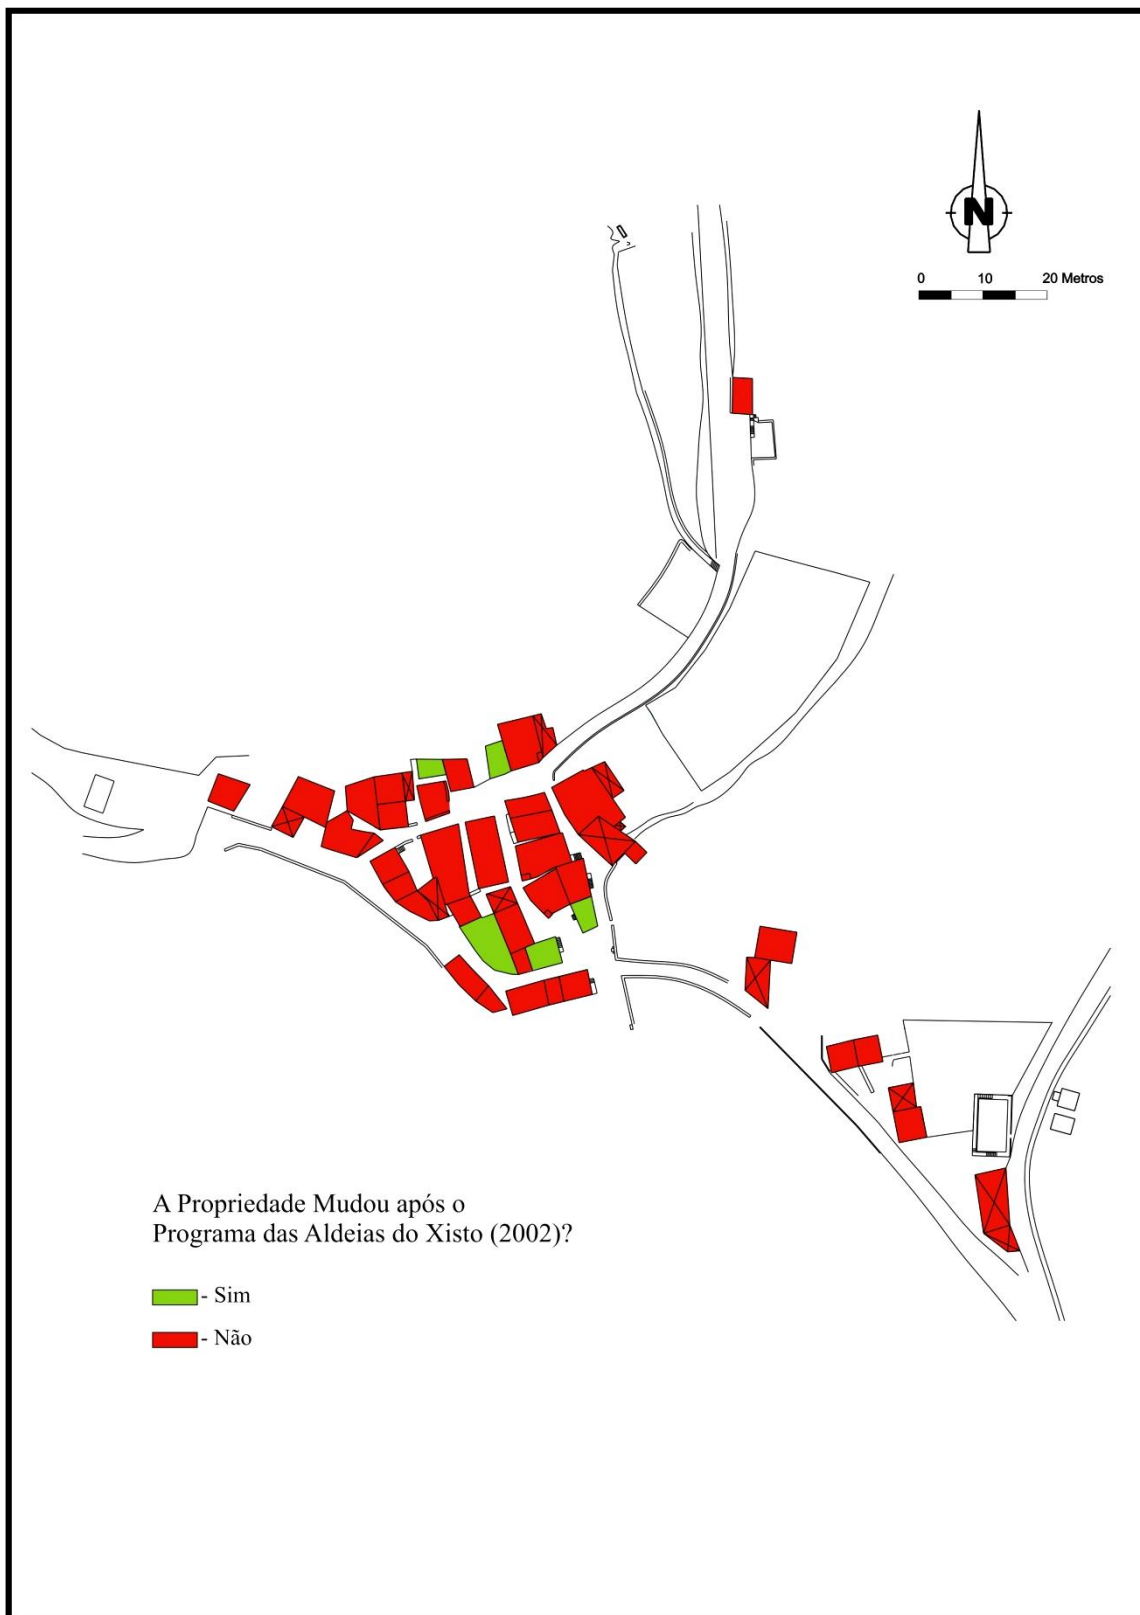 N
0 10 20 Metros
A Propriedade Mudou após o
Programa das Aldeias do Xisto (2002)?
- Sim
- Não